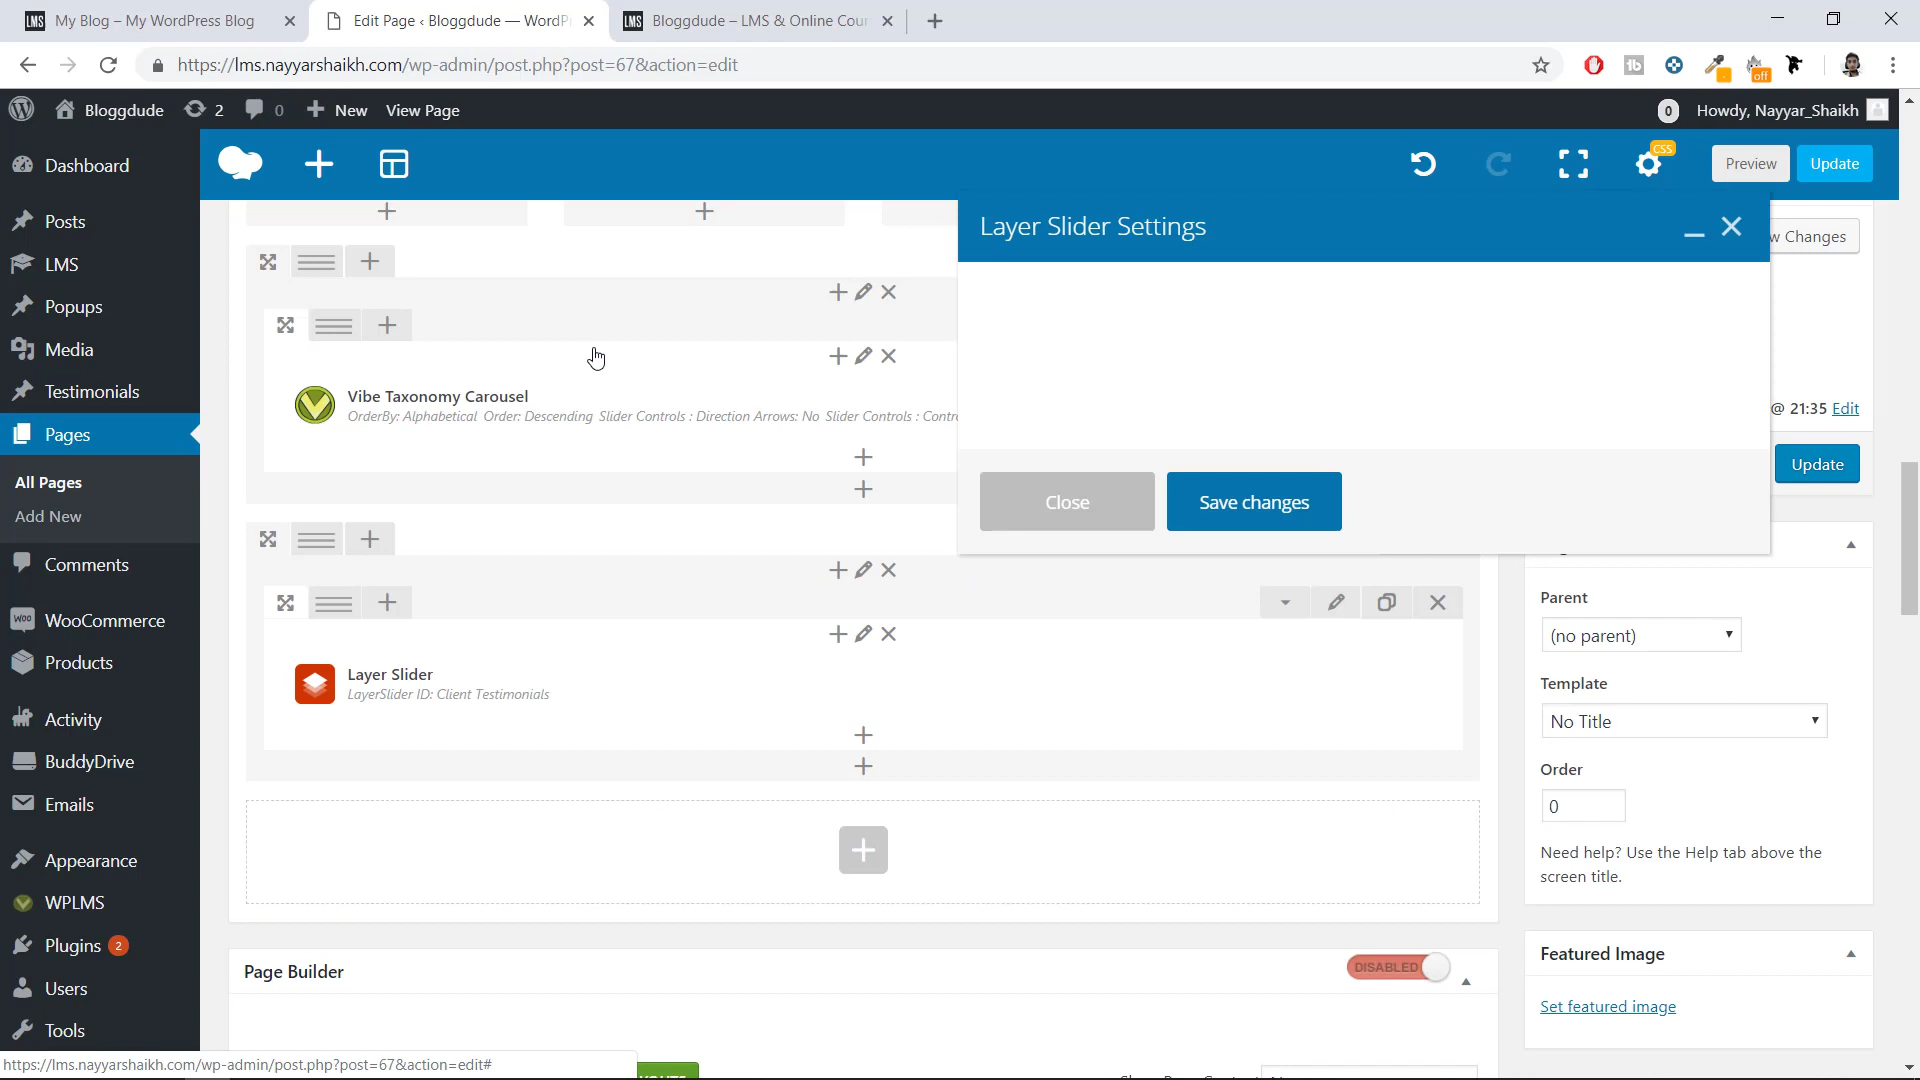 My Blog – My WordPress Blog
Edit Page ‹ Bloggdude — WordP
Bloggdude – LMS & Online Cour
https://lms.nayyarshaikh.com/wp-admin/post.php?post=67&action=edit
off
Bloggdude
2
0
New
View Page
0
Howdy, Nayyar_Shaikh
CSS
Preview
Update
Dashboard
Posts
LMS
Popups
Media
Testimonials
Pages
All Pages
Add New
Comments
WooCommerce
Products
Activity
BuddyDrive
Emails
Appearance
WPLMS
Plugins 2
Users
Tools
Layer Slider Settings
Close
Save changes
w Changes
@ 21:35 Edit
Update
Vibe Taxonomy Carousel
OrderBy: Alphabetical Order: Descending Slider Controls : Direction Arrows: No Slider Controls : Contr
Layer Slider
LayerSlider ID: Client Testimonials
Parent
(no parent)
Template
No Title
Order
0
Need help? Use the Help tab above the
screen title.
Page Builder
DISABLED
Featured Image
Set featured image
https://lms.nayyarshaikh.com/wp-admin/post.php?post=67&action=edit#